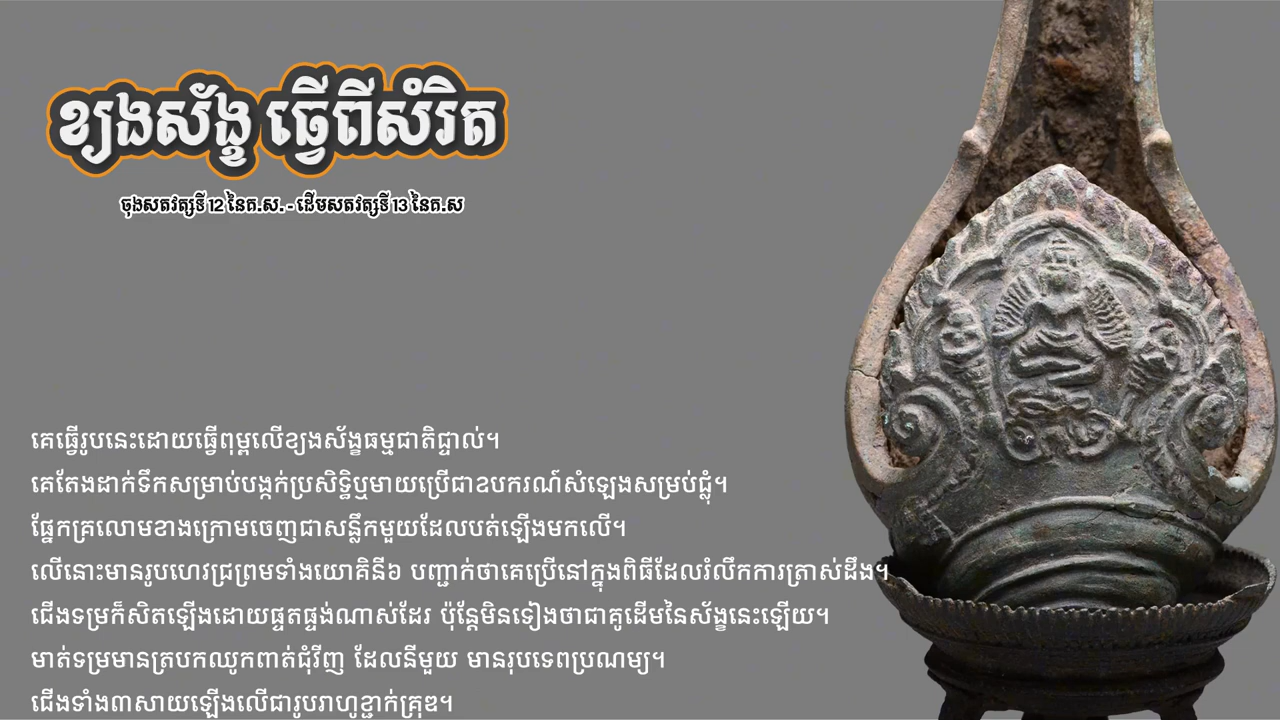 ខ្យងស័ង្ខ ធ្វើពីសំរិត
ចុងសតវត្សទី 12 នៃគ.ស. - ដើមសតវត្សទី 13 នៃគ.ស
គេធ្វើរូបនេះដោយធ្វើពុម្ពលើខ្យងស័ង្ខធម្មជាតិផ្ទាល់។
គេតែងដាក់ទឹកសម្រាប់បង្កក់ប្រសិទ្ធិឬមាយប្រើជាឧបករណ៍សំឡេងសម្រប់ផ្លុំ។
ផ្នែកគ្រលោមខាងក្រោមចេញជាសន្លឹកមួយដែលបត់ឡើងមកលើ។
លើនោះមានរូបហេវជ្រព្រមទាំងយោគិនី៦ បញ្ជាក់ថាគេប្រើនៅក្នុងពិធីដែលរំលឹកការត្រាស់ដឹង។
ជើងទម្រក៏សិតឡើងដោយផ្ចតផ្ចង់ណាស់ដែរ ប៉ុន្តែមិនទៀងថាជាគូដើមនៃស័ង្ខនេះឡើយ។
មាត់ទម្រមានត្របកឈូកពាត់ជុំវីញ ដែលនីមួយ មានរុបទេពប្រណម្យ។
ជើងទាំង៣សាយឡើងលើជារូបរាហូខ្ជាក់គ្រុឌ។